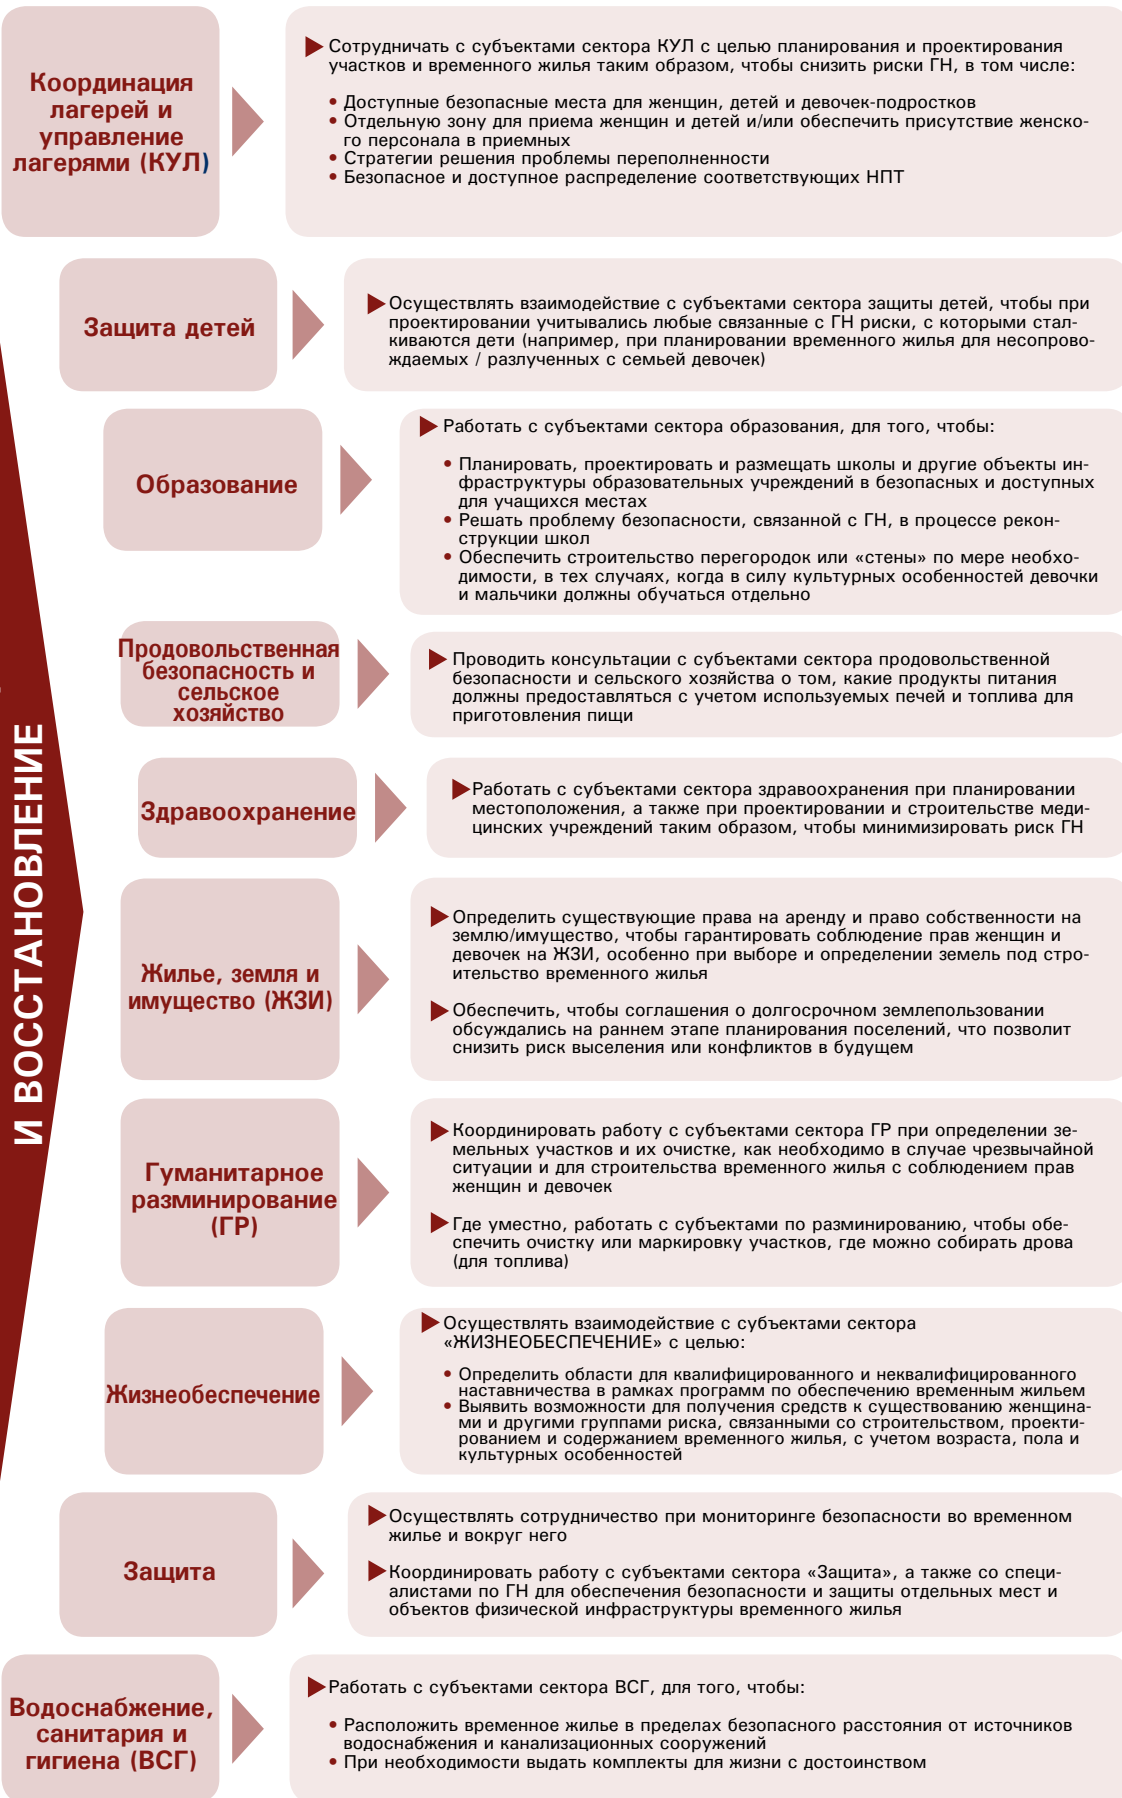 Координация
лагерей и
управление
лагерями (КУЛ)
Сотрудничать с субъектами сектора КУЛ с целью планирования и проектирования
участков и временного жилья таким образом, чтобы снизить риски ГН, в том числе:
• Доступные безопасные места для женщин, детей и девочек-подростков
• Отдельную зону для приема женщин и детей и/или обеспечить присутствие женско-
го персонала в приемных
• Стратегии решения проблемы переполненности
• Безопасное и доступное распределение соответствующих НПТ
Защита детей
Осуществлять взаимодействие с субъектами сектора защиты детей, чтобы при
проектировании учитывались любые связанные с ГН риски, с которыми стал-
киваются дети (например, при планировании временного жилья для несопрово-
ждаемых / разлученных с семьей девочек)
Образование
Работать с субъектами сектора образования, для того, чтобы:
• Планировать, проектировать и размещать школы и другие объекты ин-
фраструктуры образовательных учреждений в безопасных и доступных
для учащихся местах
• Решать проблему безопасности, связанной с ГН, в процессе рекон-
струкции школ
• Обеспечить строительство перегородок или «стены» по мере необхо-
димости, в тех случаях, когда в силу культурных особенностей девочки
и мальчики должны обучаться отдельно
Продовольственная
безопасность и
сельское
хозяйство
Проводить консультации с субъектами сектора продовольственной
безопасности и сельского хозяйства о том, какие продукты питания
должны предоставляться с учетом используемых печей и топлива для
приготовления пищи
И ВОССТАНОВЛЕНИЕ
Здравоохранение
Работать с субъектами сектора здравоохранения при планировании
местоположения, а также при проектировании и строительстве меди-
цинских учреждений таким образом, чтобы минимизировать риск ГН
Жилье, земля и
имущество (ЖЗИ)
Определить существующие права на аренду и право собственности на
землю/имущество, чтобы гарантировать соблюдение прав женщин и
девочек на ЖЗИ, особенно при выборе и определении земель под стро-
ительство временного жилья
Обеспечить, чтобы соглашения о долгосрочном землепользовании
обсуждались на раннем этапе планирования поселений, что позволит
снизить риск выселения или конфликтов в будущем
Гуманитарное
разминирование
(ГР)
Координировать работу с субъектами сектора ГР при определении зе-
мельных участков и их очистке, как необходимо в случае чрезвычайной
ситуации и для строительства временного жилья с соблюдением прав
женщин и девочек
Где уместно, работать с субъектами по разминированию, чтобы обе-
спечить очистку или маркировку участков, где можно собирать дрова
(для топлива)
Жизнеобеспечение
Осуществлять взаимодействие с субъектами сектора
«ЖИЗНЕОБЕСПЕЧЕНИЕ» с целью:
• Определить области для квалифицированного и неквалифицированного
наставничества в рамках программ по обеспечению временным жильем
• Выявить возможности для получения средств к существованию женщина-
ми и другими группами риска, связанными со строительством, проекти-
рованием и содержанием временного жилья, с учетом возраста, пола и
культурных особенностей
Защита
Осуществлять сотрудничество при мониторинге безопасности во временном
жилье и вокруг него
Координировать работу с субъектами сектора «Защита», а также со специ-
алистами по ГН для обеспечения безопасности и защиты отдельных мест и
объектов физической инфраструктуры временного жилья
Водоснабжение,
санитария и
гигиена (ВСГ)
Работать с субъектами сектора ВСГ, для того, чтобы:
• Расположить временное жилье в пределах безопасного расстояния от источников
водоснабжения и канализационных сооружений
• При необходимости выдать комплекты для жизни с достоинством